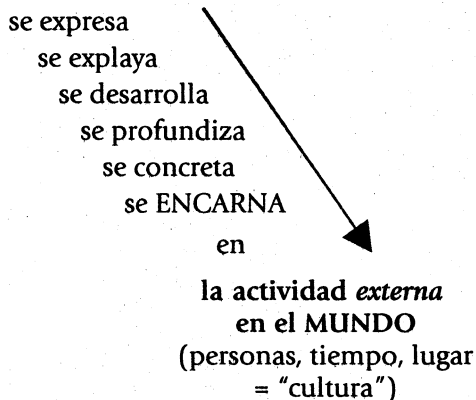 se expresa
se explaya
se desarrolla
se profundiza
se concreta
se ENCARNA
en
la actividad externa
en el MUNDO
(personas, tiempo, lugar
= “cultura”)